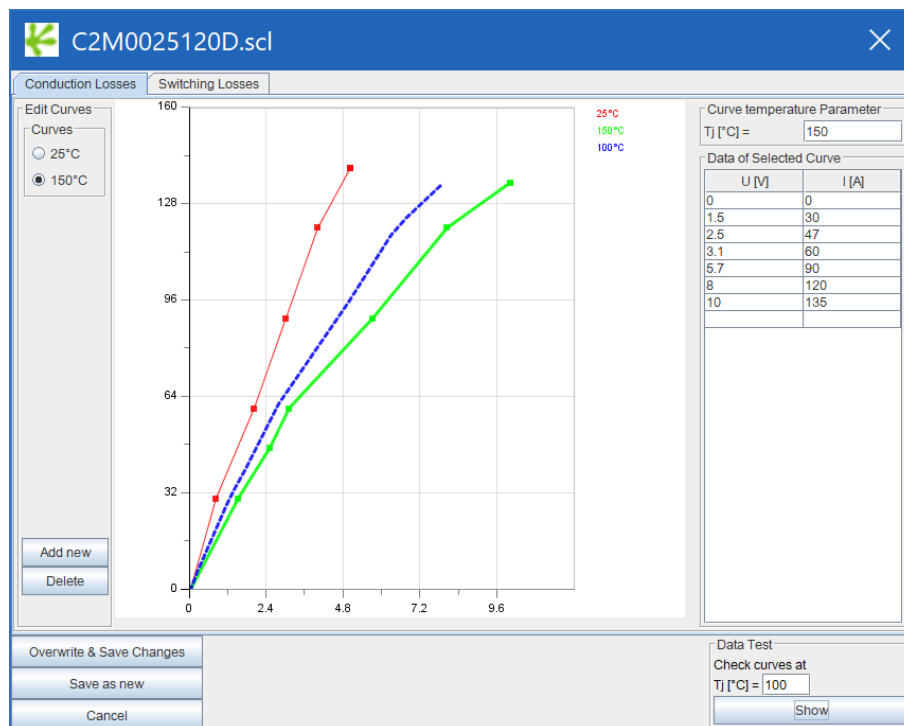 C2M0025120D.scl
Conduction Losses Switching Losses
Edit Curves
Curves
25°C
150°C
Add new
Delete
160
128
96
64
32
0
0 2.4 4.8 7.2 9.6
25°C
150°C
100°C
Curve temperature Parameter
Tj [°C] = 150
Data of Selected Curve
U [V] I [A]
0 0
1.5 30
2.5 47
3.1 60
5.7 90
8 120
10 135
Overwrite & Save Changes
Save as new
Cancel
Data Test
Check curves at
Tj [°C] = 100
Show